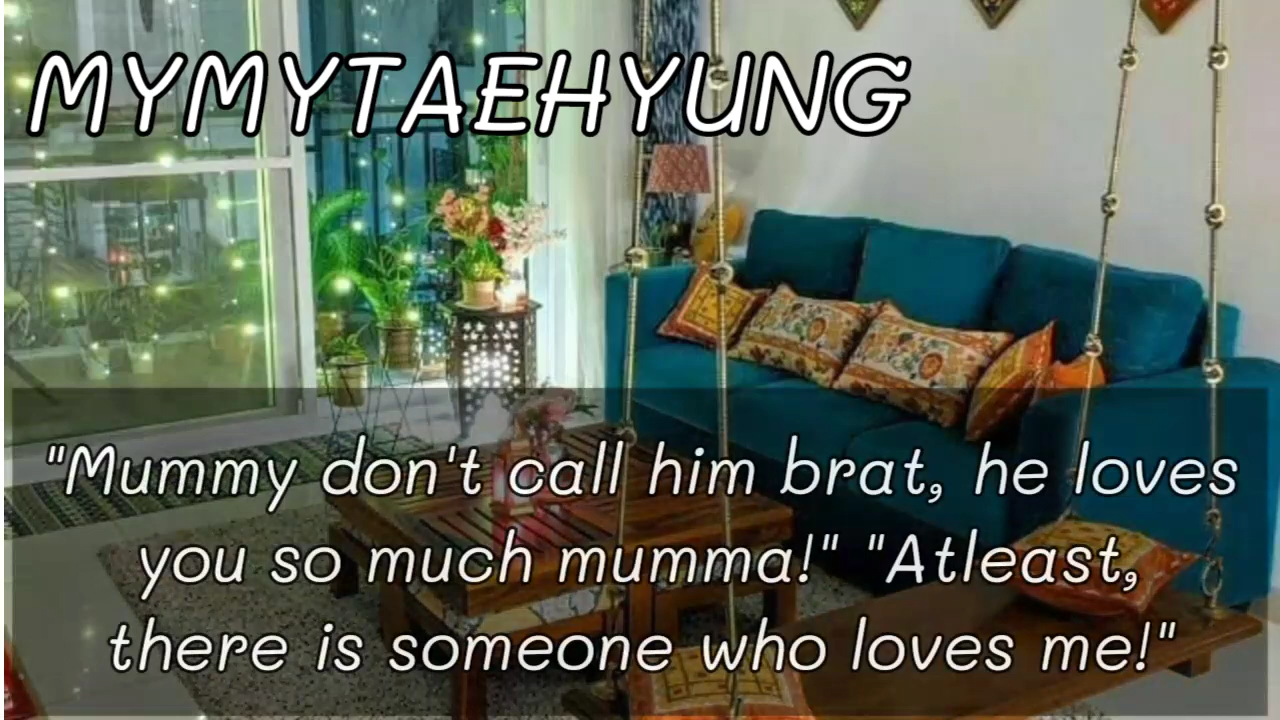 MYMYTAEHYUNG
"Mummy don't call him brat, he loves
you so much mumma!" "Atleast,
there is someone who loves me!"